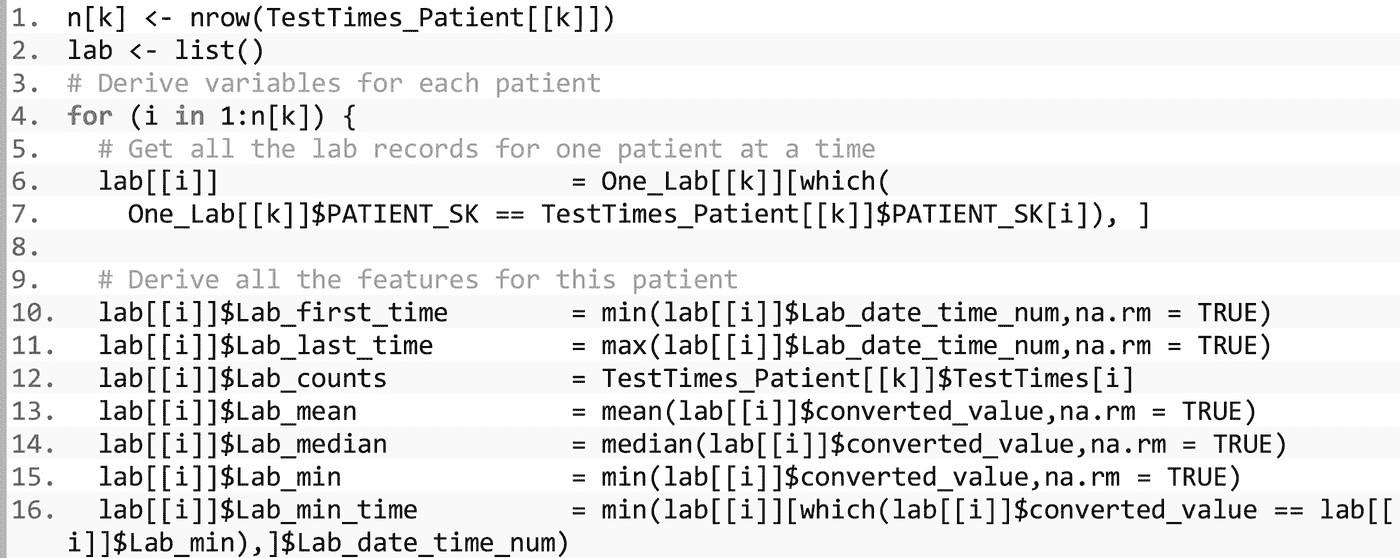 1. n[k] <- nrow(TestTimes_Patient[[k]])
2. lab <- list()
3. # Derive variables for each patient
4. for (i in 1:n[k]) {
5. # Get all the lab records for one patient at a time
6. lab[[i]] = One_Lab[[k]][which(
7. One_Lab[[k]]$PATIENT_SK == TestTimes_Patient[[k]]$PATIENT_SK[i]), ]
8.
9. # Derive all the features for this patient
10. lab[[i]]$Lab_first_time = min(lab[[i]]$Lab_date_time_num,na.rm = TRUE)
11. lab[[i]]$Lab_last_time = max(lab[[i]]$Lab_date_time_num,na.rm = TRUE)
12. lab[[i]]$Lab_counts = TestTimes_Patient[[k]]$TestTimes[i]
13. lab[[i]]$Lab_mean = mean(lab[[i]]$converted_value,na.rm = TRUE)
14. lab[[i]]$Lab_median = median(lab[[i]]$converted_value,na.rm = TRUE)
15. lab[[i]]$Lab_min = min(lab[[i]]$converted_value,na.rm = TRUE)
16. lab[[i]]$Lab_min_time = min(lab[[i]][which(lab[[i]]$converted_value == lab[[
i]]$Lab_min),]$Lab_date_time_num)